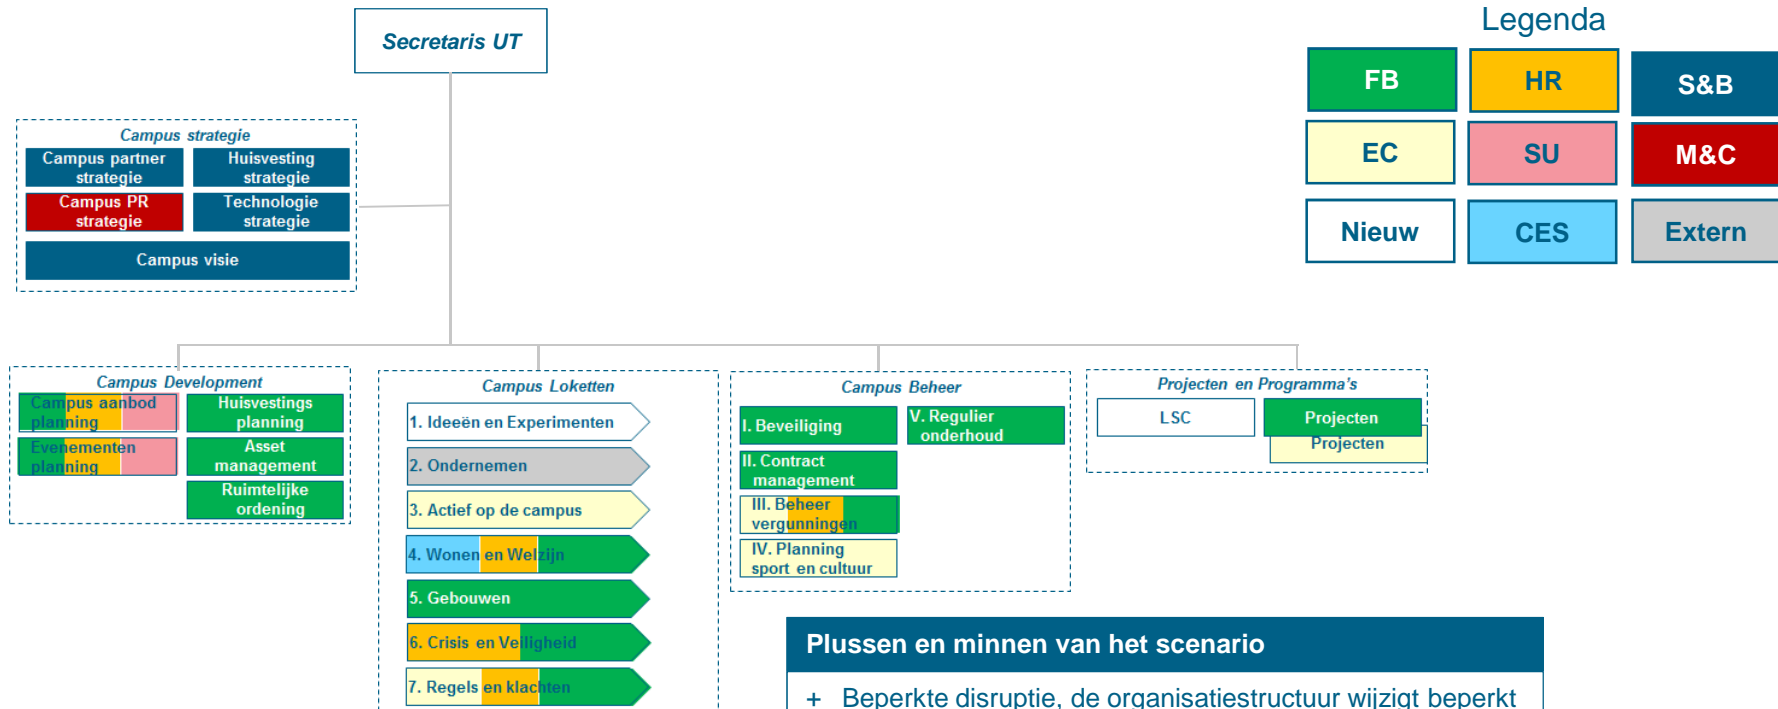 Secretaris UT
Legenda
FB
HR
S&B
EC
SU
M&C
Nieuw
CES
Extern
Campus strategie
Campus partner
strategie
Huisvesting
strategie
Campus PR
strategie
Technologie
strategie
Campus visie
Campus Development
Campus aanbod
planning
Huisvestings
planning
Evenementen
planning
Asset
management
Ruimtelijke
ordening
Campus Loketten
1. Ideeën en Experimenten
2. Ondernemen
3. Actief op de campus
4. Wonen en Welzijn
5. Gebouwen
6. Crisis en Veiligheid
7. Regels en klachten
Campus Beheer
I. Beveiliging
V. Regulier
onderhoud
II. Contract
management
III. Beheer
vergunningen
IV. Planning
sport en cultuur
Projecten en Programma's
LSC
Projecten
Projecten
Plussen en minnen van het scenario
+ Beperkte disruptie, de organisatiestructuur wijzigt beperkt